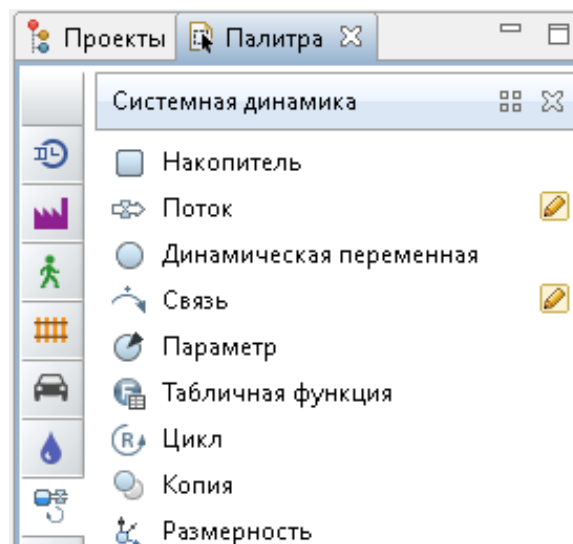 Проекты Палитра
Системная динамика
Накопитель
Поток
Динамическая переменная
Связь
Параметр
Табличная функция
Цикл
Копия
Размерность